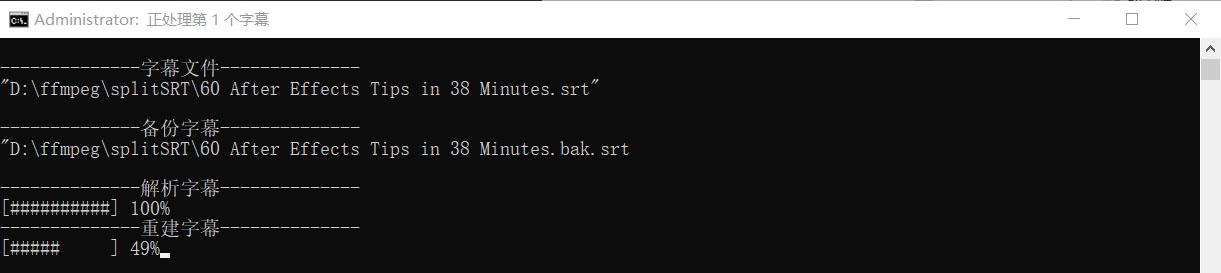 Administrator: 正处理第 1 个字幕
--------------字幕文件--------------
"D:\ffmpeg\splitSRT\60 After Effects Tips in 38 Minutes.srt"
--------------备份字幕--------------
"D:\ffmpeg\splitSRT\60 After Effects Tips in 38 Minutes.bak.srt
--------------解析字幕--------------
[##########] 100%
--------------重建字幕--------------
[#####     ] 49%